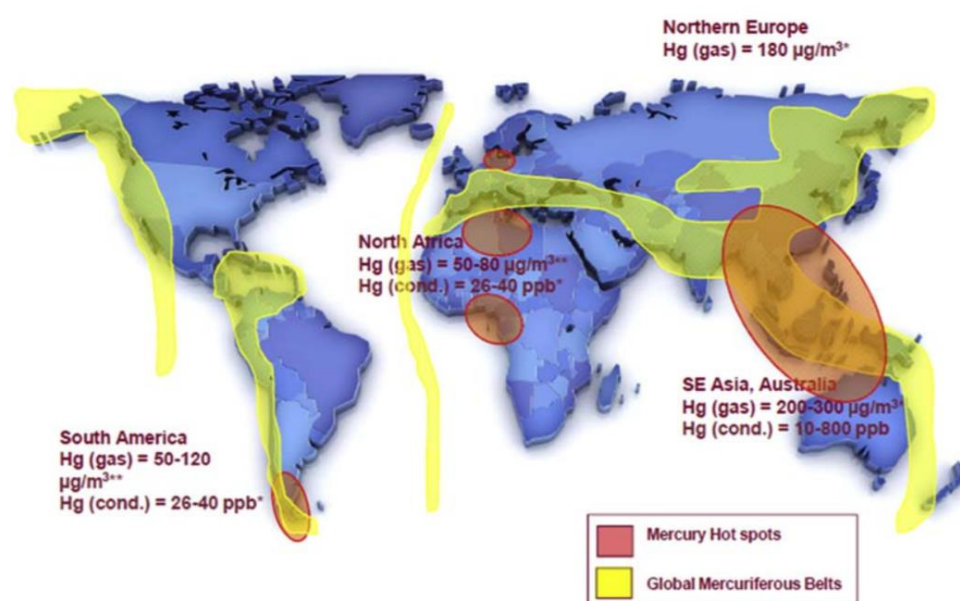 Northern Europe
Hg (gas) = 180 µg/m³*
North Africa
Hg (gas) = 50-80 µg/m³**
Hg (cond.) = 26-40 ppb*
SE Asia, Australia
Hg (gas) = 200-300 µg/m³*
Hg (cond.) = 10-800 ppb
South America
Hg (gas) = 50-120
µg/m³**
Hg (cond.) = 26-40 ppb*
Mercury Hot spots
Global Mercuriferous Belts